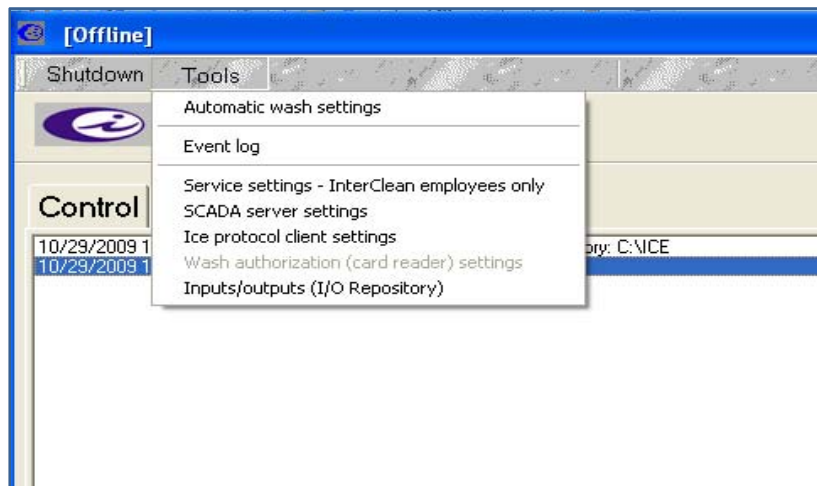 [Offline]
Shutdown Tools
Automatic wash settings
Event log
Service settings - InterClean employees only
SCADA server settings
Ice protocol client settings
Wash authorization (card reader) settings
Inputs/outputs (I/O Repository)
Control
10/29/2009 1 ory: C:\ICE
10/29/2009 1